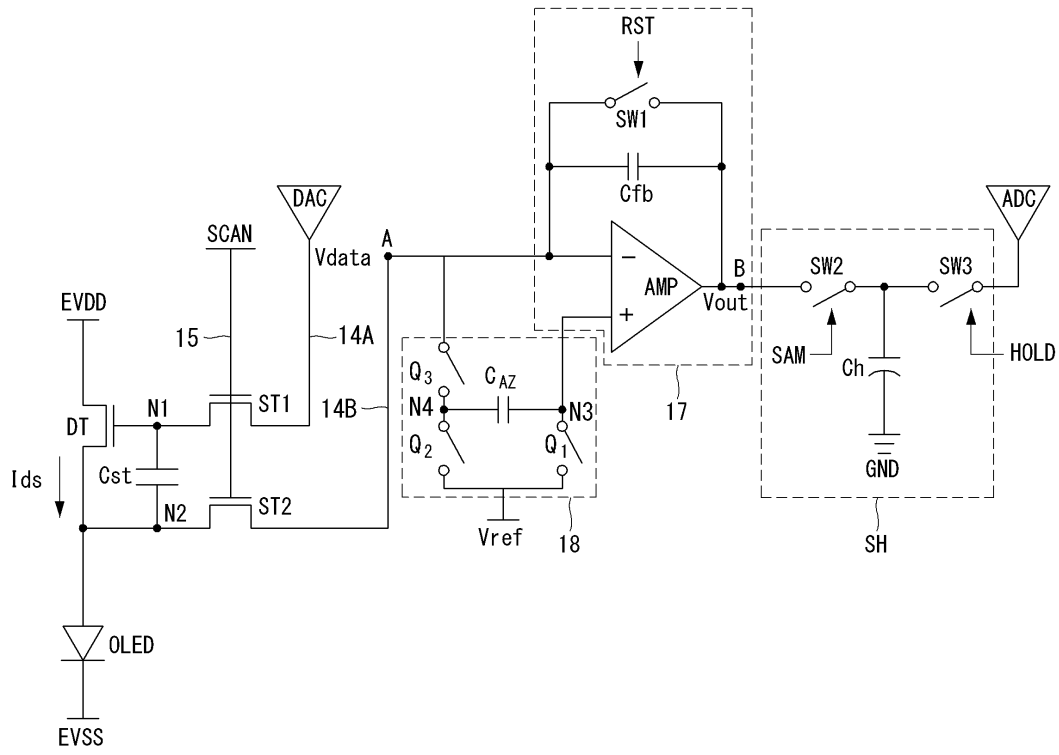 RST
SW1
Cfb
DAC
ADC
SCAN
Vdata
A
−
AMP
+
B
Vout
SW2
SW3
EVDD
15
14A
SAM
HOLD
Ch
Q3
CAZ
N4
N3
17
DT
N1
ST1
14B
Q2
Q1
Ids
Cst
GND
N2
ST2
Vref
18
SH
OLED
EVSS